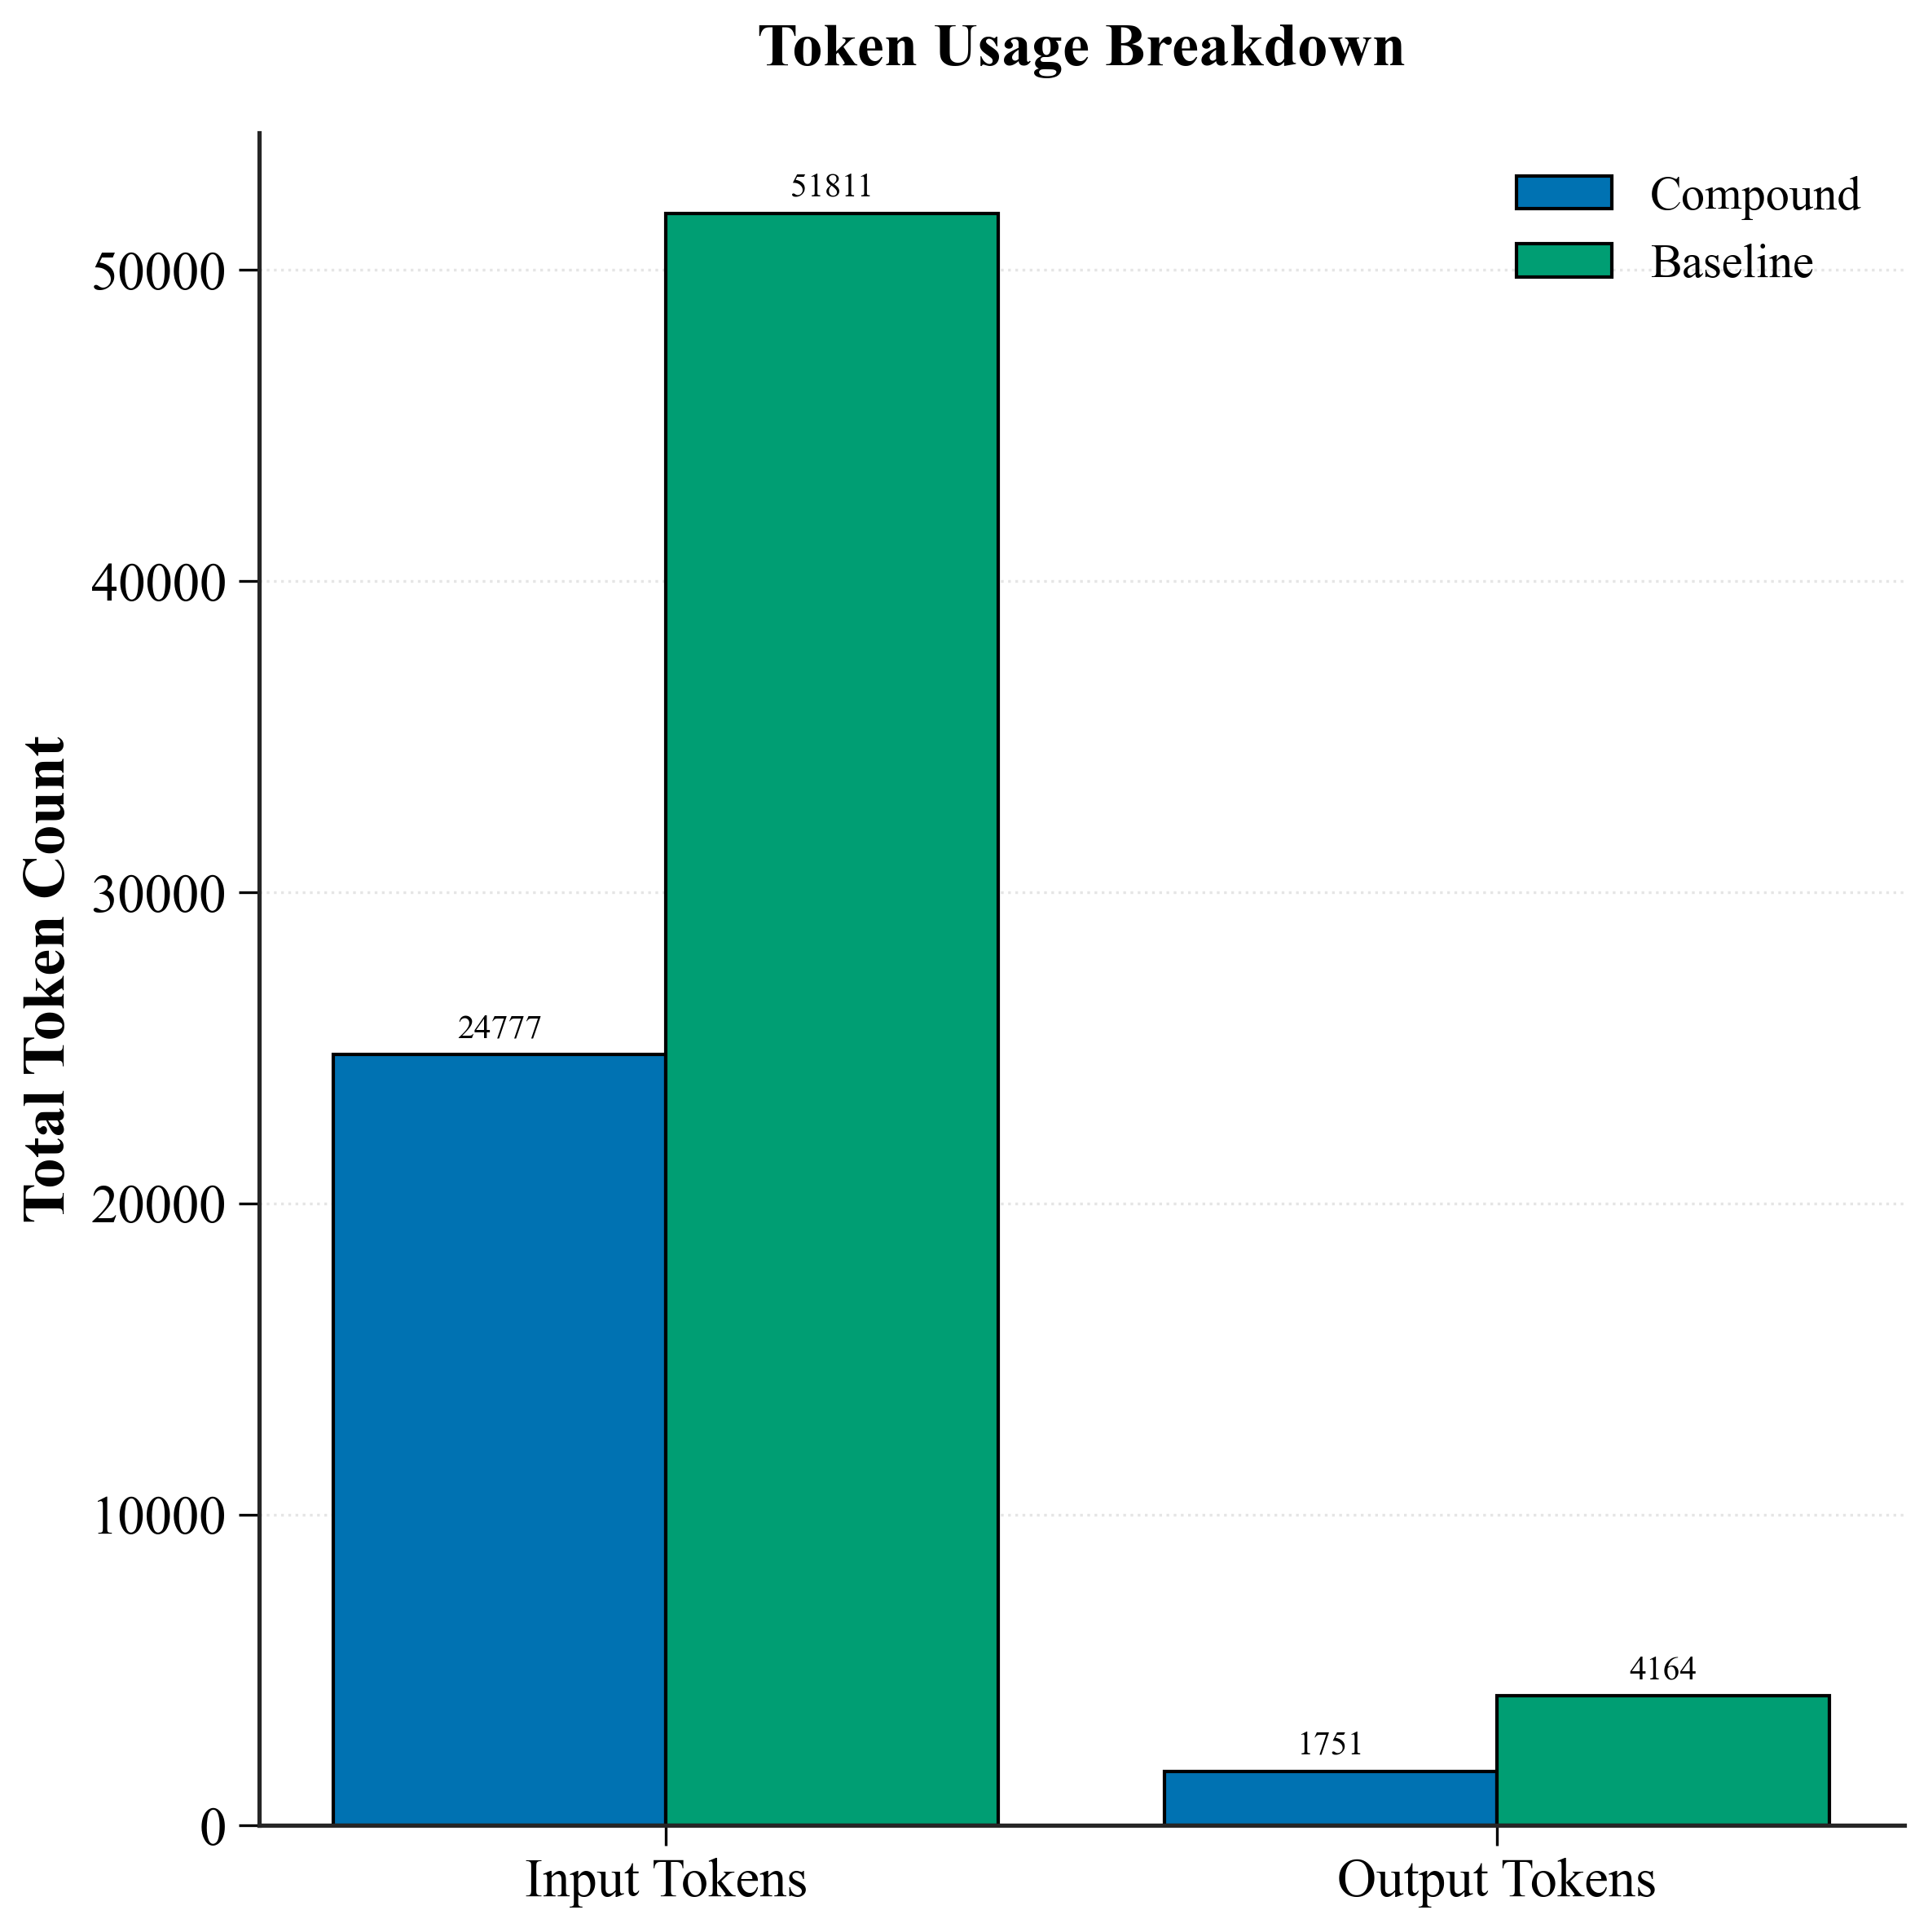 Token Usage Breakdown
Compound
Baseline
Total Token Count
50000
40000
30000
20000
10000
0
51811
24777
4164
1751
Input Tokens
Output Tokens